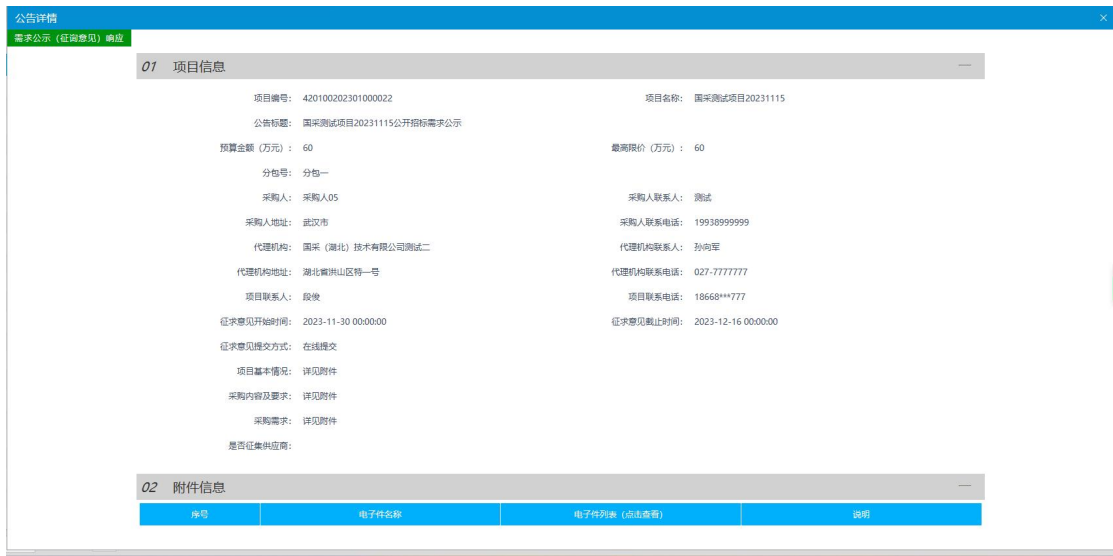 公告详情
需求公示（征询意见）响应
01 项目信息
项目编号： 420100202301000022 项目名称： 国采测试项目20231115
公告标题： 国采测试项目20231115公开招标需求公示
预算金额（万元）： 60 最高限价（万元）： 60
分包号： 分包一
采购人： 采购人05 采购人联系人： 测试
采购人地址： 武汉市 采购人联系电话： 19938999999
代理机构： 国采（湖北）技术有限公司测试二 代理机构联系人： 孙向军
代理机构地址： 湖北省洪山区特一号 代理机构联系电话： 027-7777777
项目联系人： 段俊 项目联系电话： 18668***777
征求意见开始时间： 2023-11-30 00:00:00 征求意见截止时间： 2023-12-16 00:00:00
征求意见提交方式： 在线提交
项目基本情况： 详见附件
采购内容及要求： 详见附件
采购需求： 详见附件
是否征集供应商：
02 附件信息
序号 电子件名称 电子件列表（点击查看） 说明